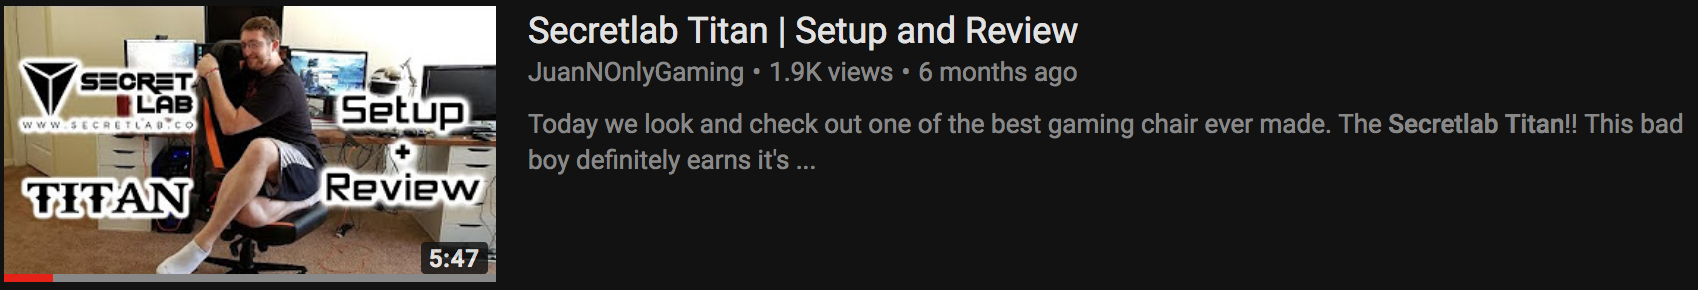 SECRET
LAB
WWW.SECRETLAB.CO
TITAN
Setup
+
Review
5:47
Secretlab Titan | Setup and Review
JuanNOnlyGaming • 1.9K views • 6 months ago
Today we look and check out one of the best gaming chair ever made. The Secretlab Titan!! This bad
boy definitely earns it's ...